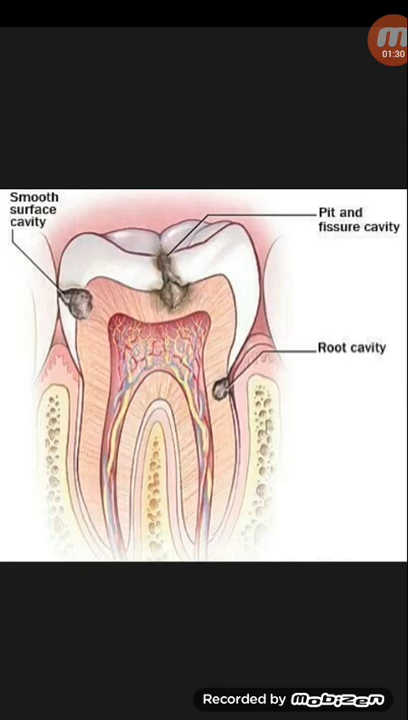 01:30
Smooth
surface
cavity
Pit and
fissure cavity
Root cavity
Recorded by mobizen